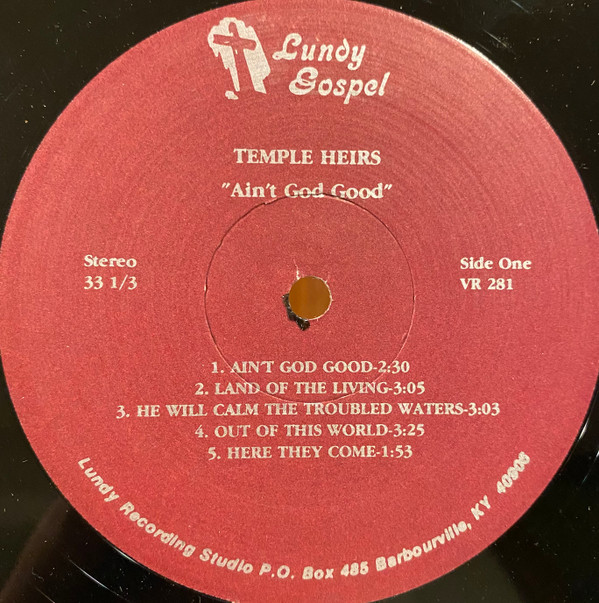 Lundy
Gospel
TEMPLE HEIRS
"Ain't God Good"
Stereo
33 1/3
Side One
VR 281
1. AIN'T GOD GOOD-2:30
2. LAND OF THE LIVING-3:05
3. HE WILL CALM THE TROUBLED WATERS-3:03
4. OUT OF THIS WORLD-3:25
5. HERE THEY COME-1:53
Lundy Recording Studio P.O. Box 485 Barbourville, KY 40906